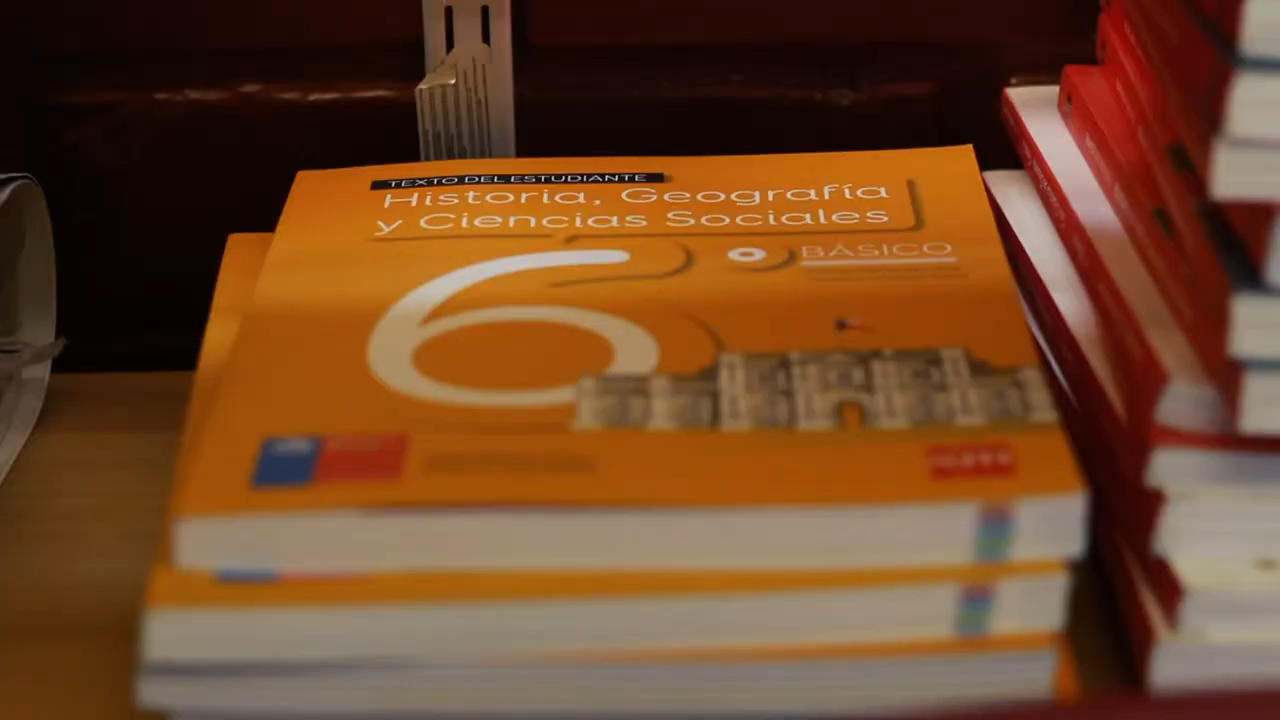 TEXTO DEL ESTUDIANTE
Historia, Geografía
y Ciencias Sociales
6° BÁSICO